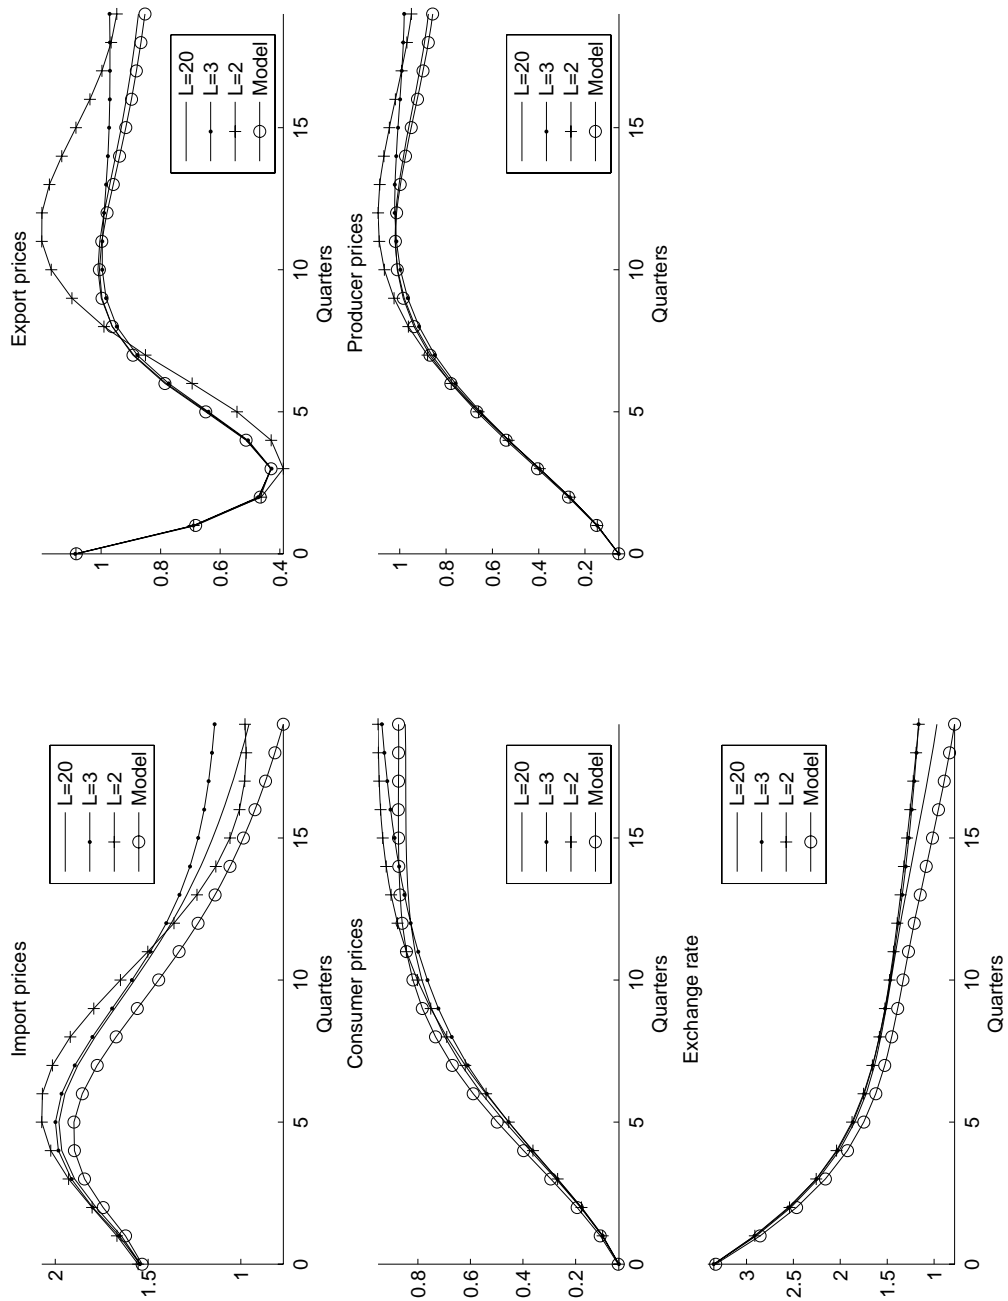 Import prices
2
1.5
1
0
5
10
15
Quarters
L=20
L=3
L=2
Model
Export prices
1
0.8
0.6
0.4
0
5
10
15
Quarters
L=20
L=3
L=2
Model
Consumer prices
0.8
0.6
0.4
0.2
0
5
10
15
Quarters
L=20
L=3
L=2
Model
Producer prices
1
0.8
0.6
0.4
0.2
0
5
10
15
Quarters
L=20
L=3
L=2
Model
Exchange rate
3
2.5
2
1.5
1
0
5
10
15
Quarters
L=20
L=3
L=2
Model